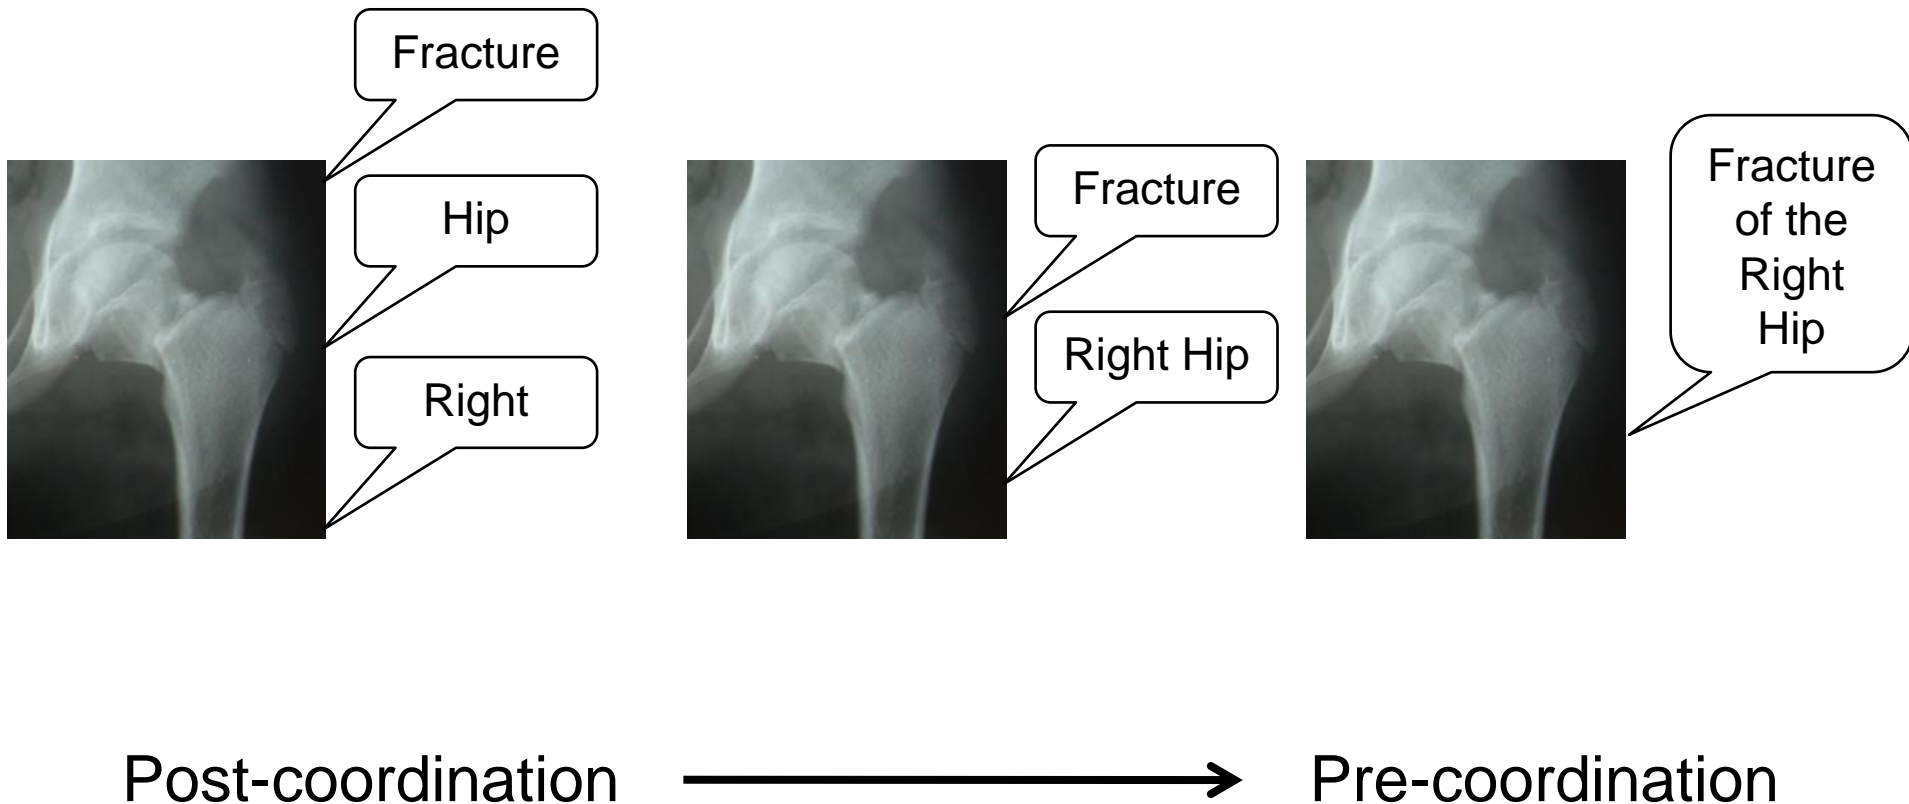 Fracture
Hip
Right
Fracture
Right Hip
Fracture
of the
Right
Hip
Post-coordination
Pre-coordination